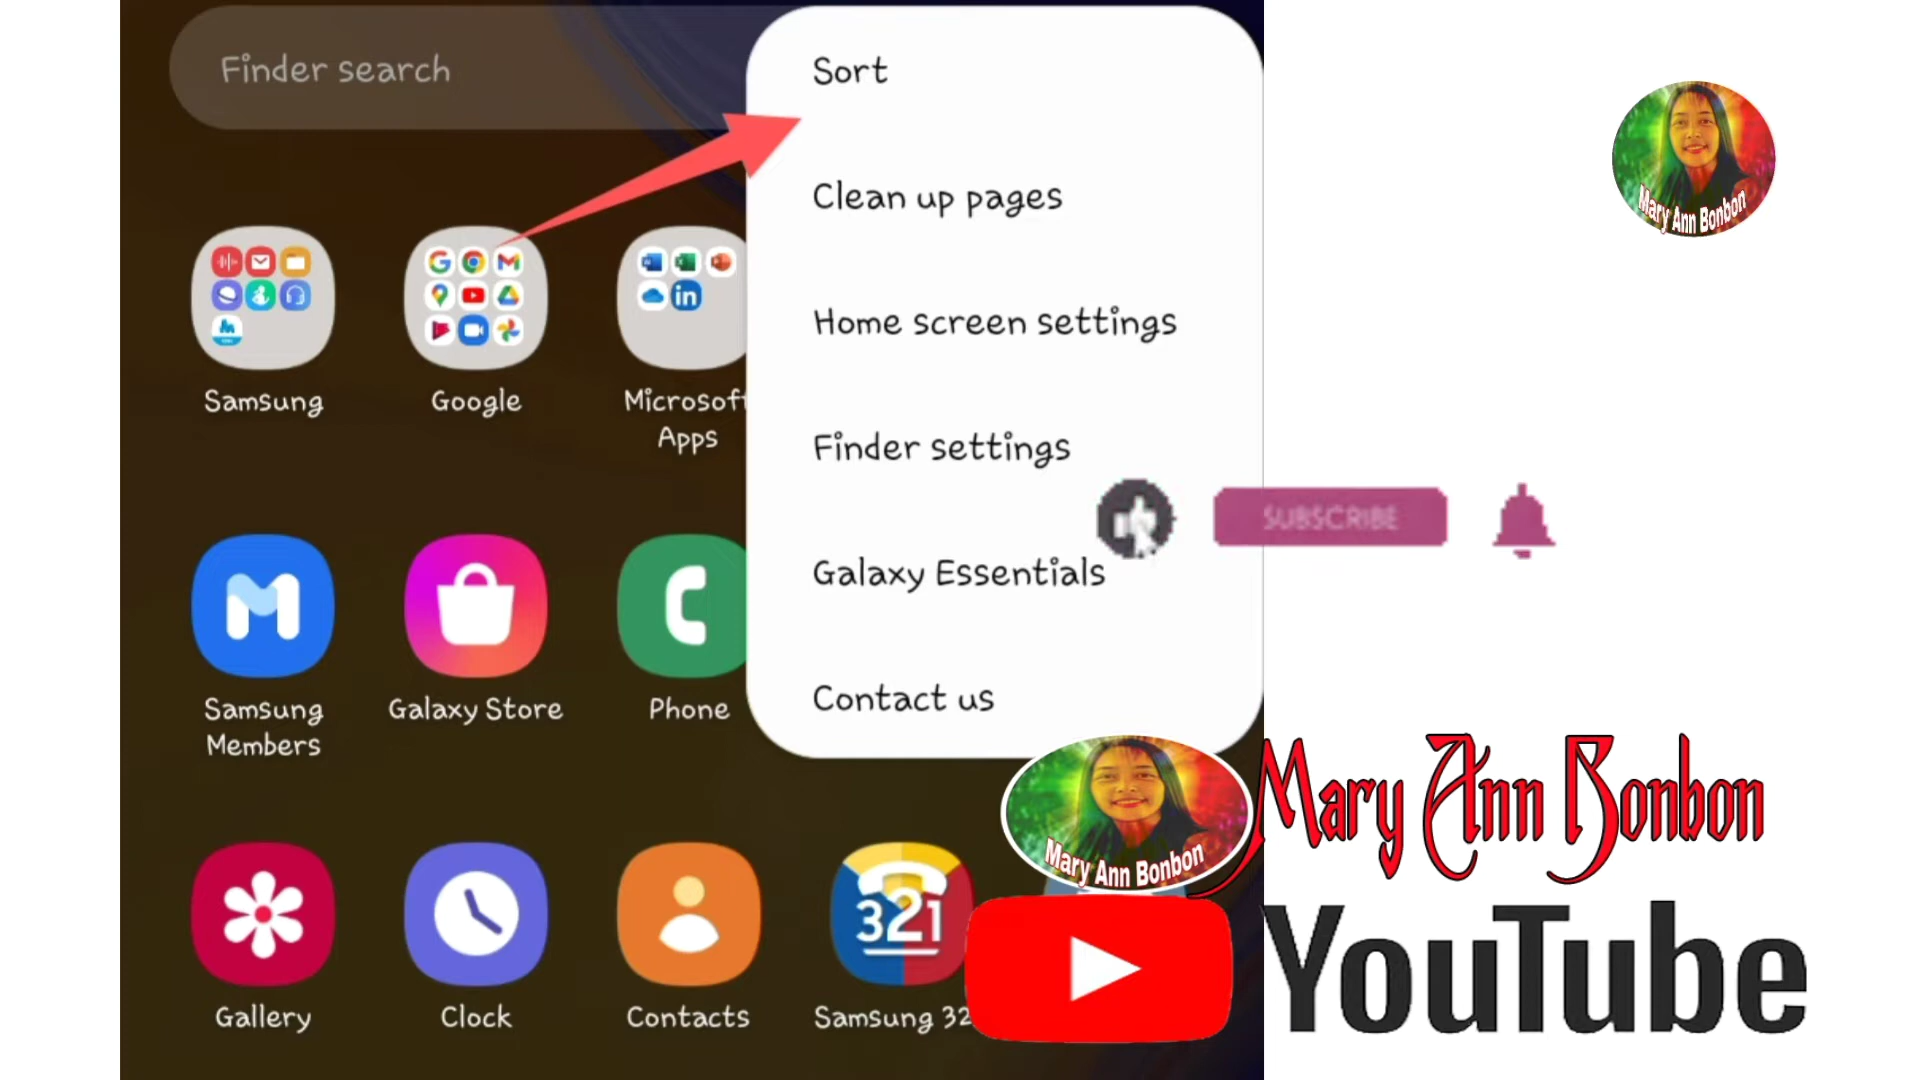 Finder search
Sort
Clean up pages
Home screen settings
Finder settings
Galaxy Essentials
Contact us
Samsung
Google
Microsoft
Apps
Samsung
Members
Galaxy Store
Phone
Gallery
Clock
Contacts
321
Samsung 32
in
Mary Ann Bonbon
SUBSCRIBE
Mary Ann Bonbon
Mary Ann Bonbon
YouTube